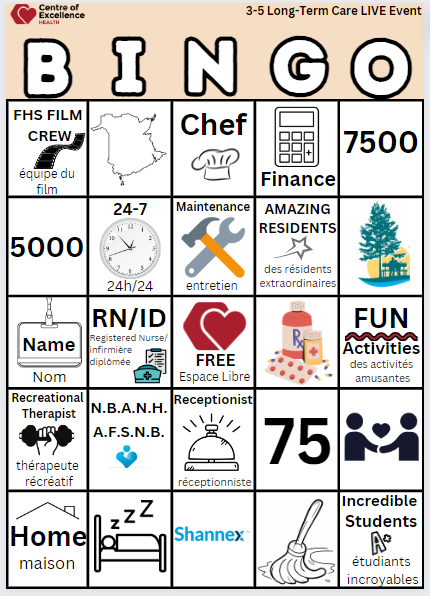 Centre of
Excellence
HEALTH
3-5 Long-Term Care LIVE Event
BINGO
FHS FILM
CREW
équipe du
film
Chef
Finance
7500
5000
24-7
24h/24
Maintenance
entretien
AMAZING
RESIDENTS
des résidents
extraordinaires
Name
Nom
RN/ID
Registered Nurse/
infirmière
diplômée
FREE
Espace Libre
Rx
FUN
Activities
des activités
amusantes
Recreational
Therapist
thérapeute
récréatif
N.B.A.N.H.
A.F.S.N.B.
Receptionist
réceptionniste
75
Home
maison
z z Z
Shannex
Incredible
Students
A+
étudiants
incroyables